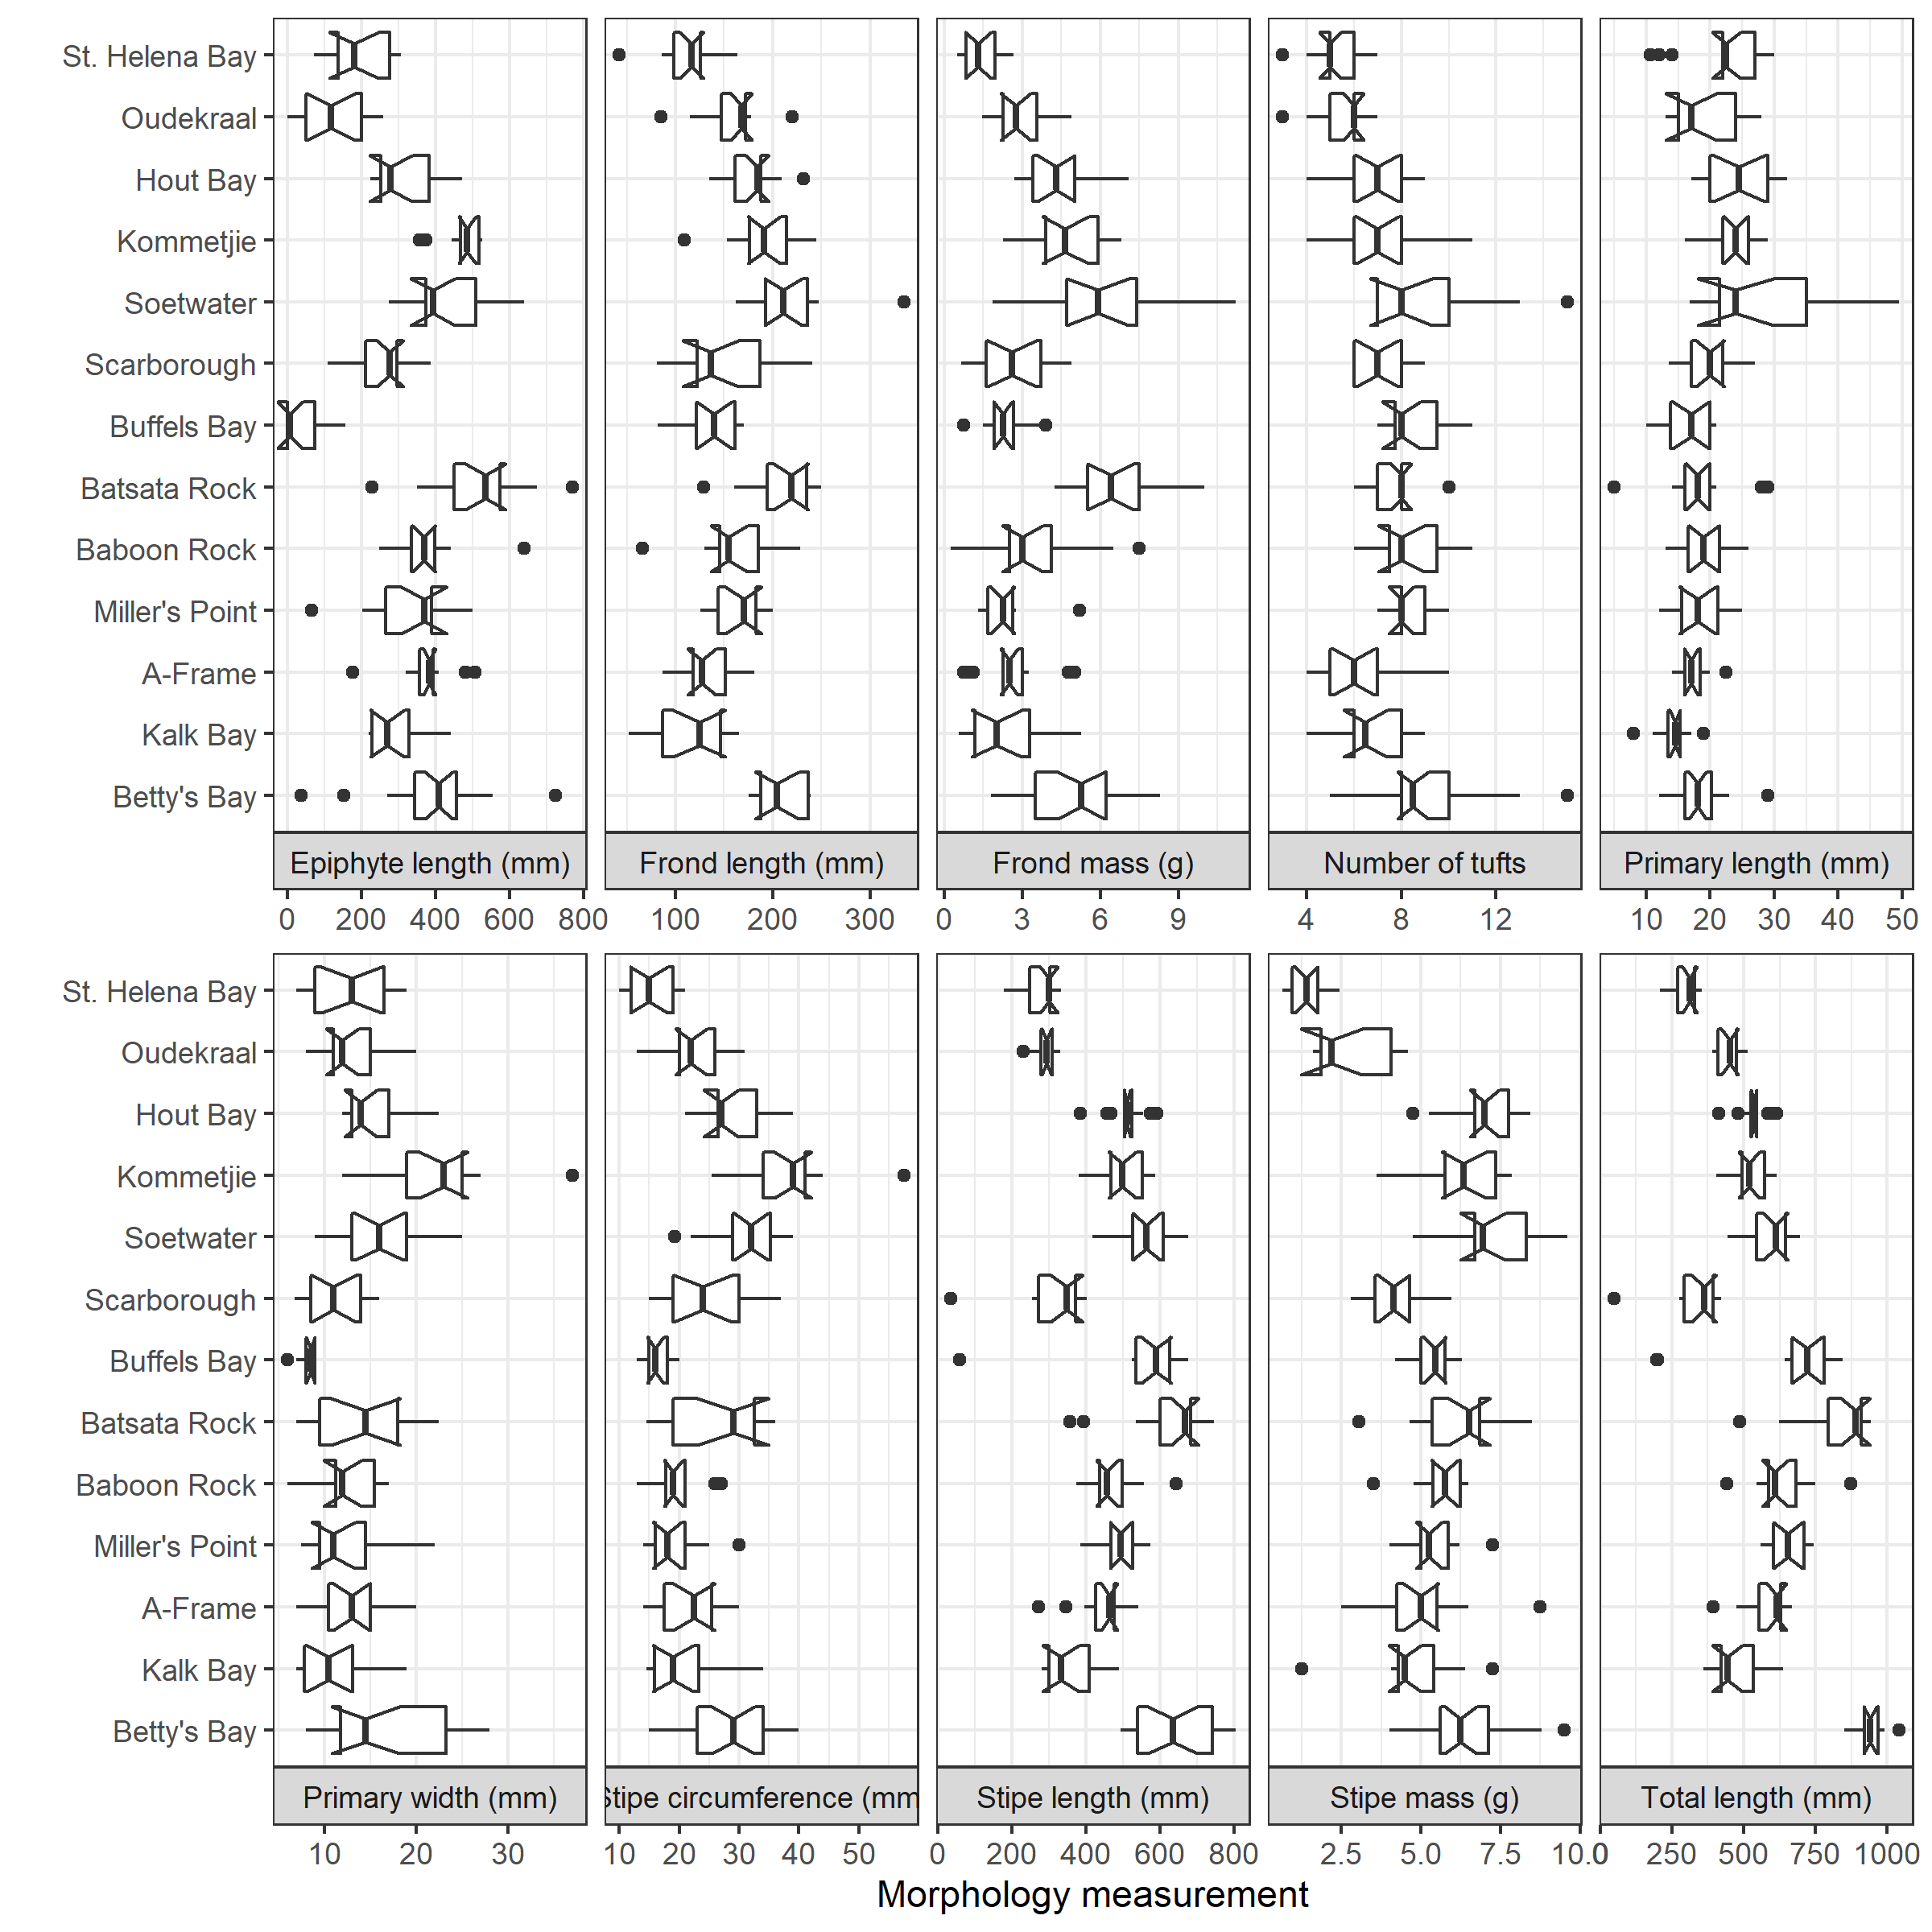 St. Helena Bay
Oudekraal
Hout Bay
Kommetjie
Soetwater
Scarborough
Buffels Bay
Batsata Rock
Baboon Rock
Miller's Point
A-Frame
Kalk Bay
Betty's Bay
Epiphyte length (mm) Frond length (mm) Frond mass (g) Number of tufts Primary length (mm)
0 200 400 600 800 100 200 300 0 3 6 9 4 8 12 10 20 30 40 50
St. Helena Bay
Oudekraal
Hout Bay
Kommetjie
Soetwater
Scarborough
Buffels Bay
Batsata Rock
Baboon Rock
Miller's Point
A-Frame
Kalk Bay
Betty's Bay
Primary width (mm) Stipe circumference (mm Stipe length (mm) Stipe mass (g) Total length (mm)
10 20 30 10 20 30 40 50 0 200 400 600 800 2.5 5.0 7.5 10.0 0 250 500 750 1000
Morphology measurement